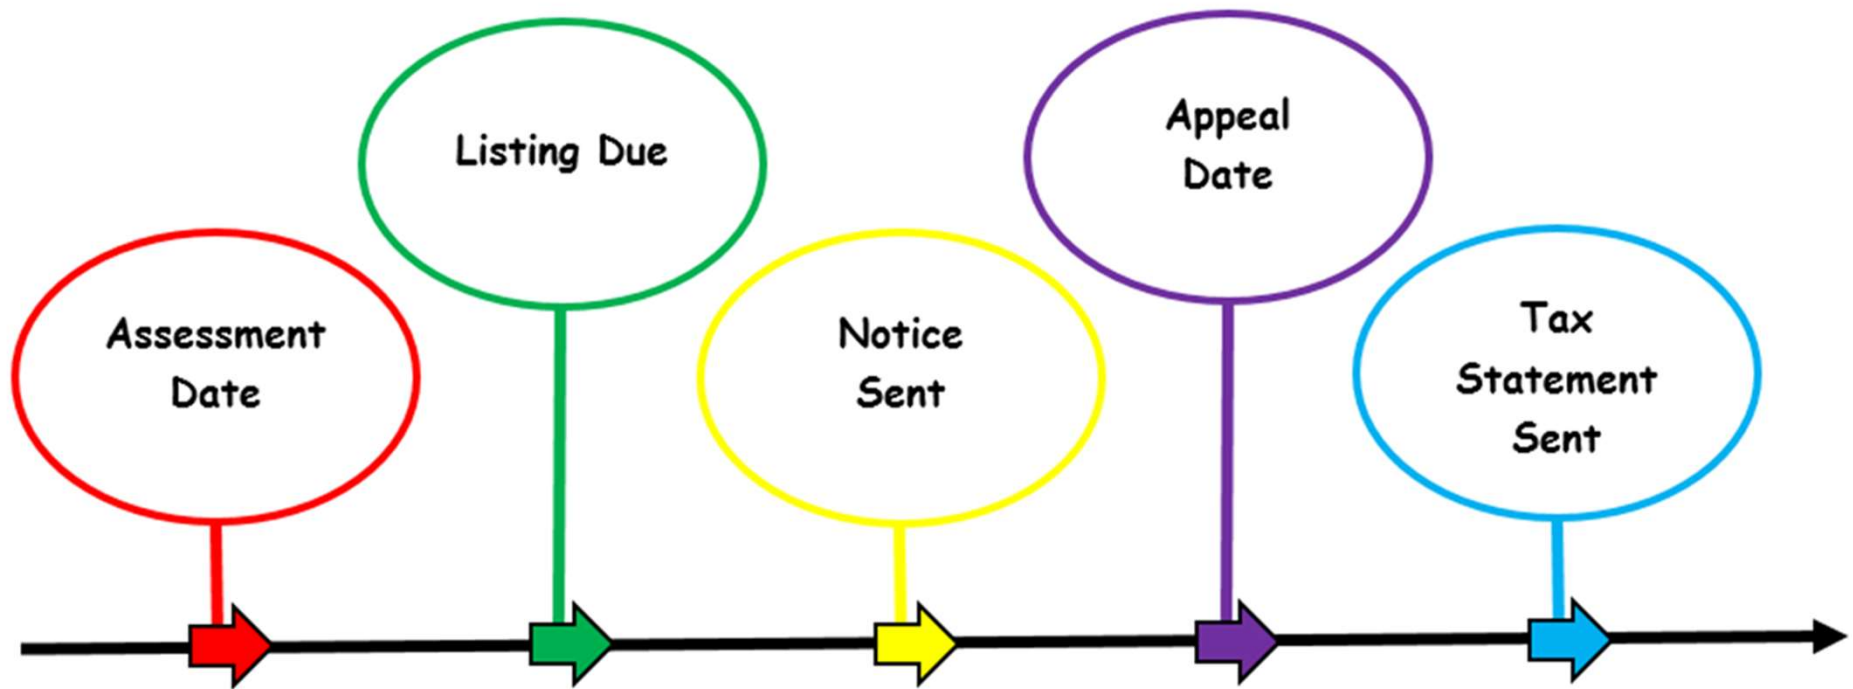 Assessment
Date
Listing Due
Notice
Sent
Appeal
Date
Tax
Statement
Sent